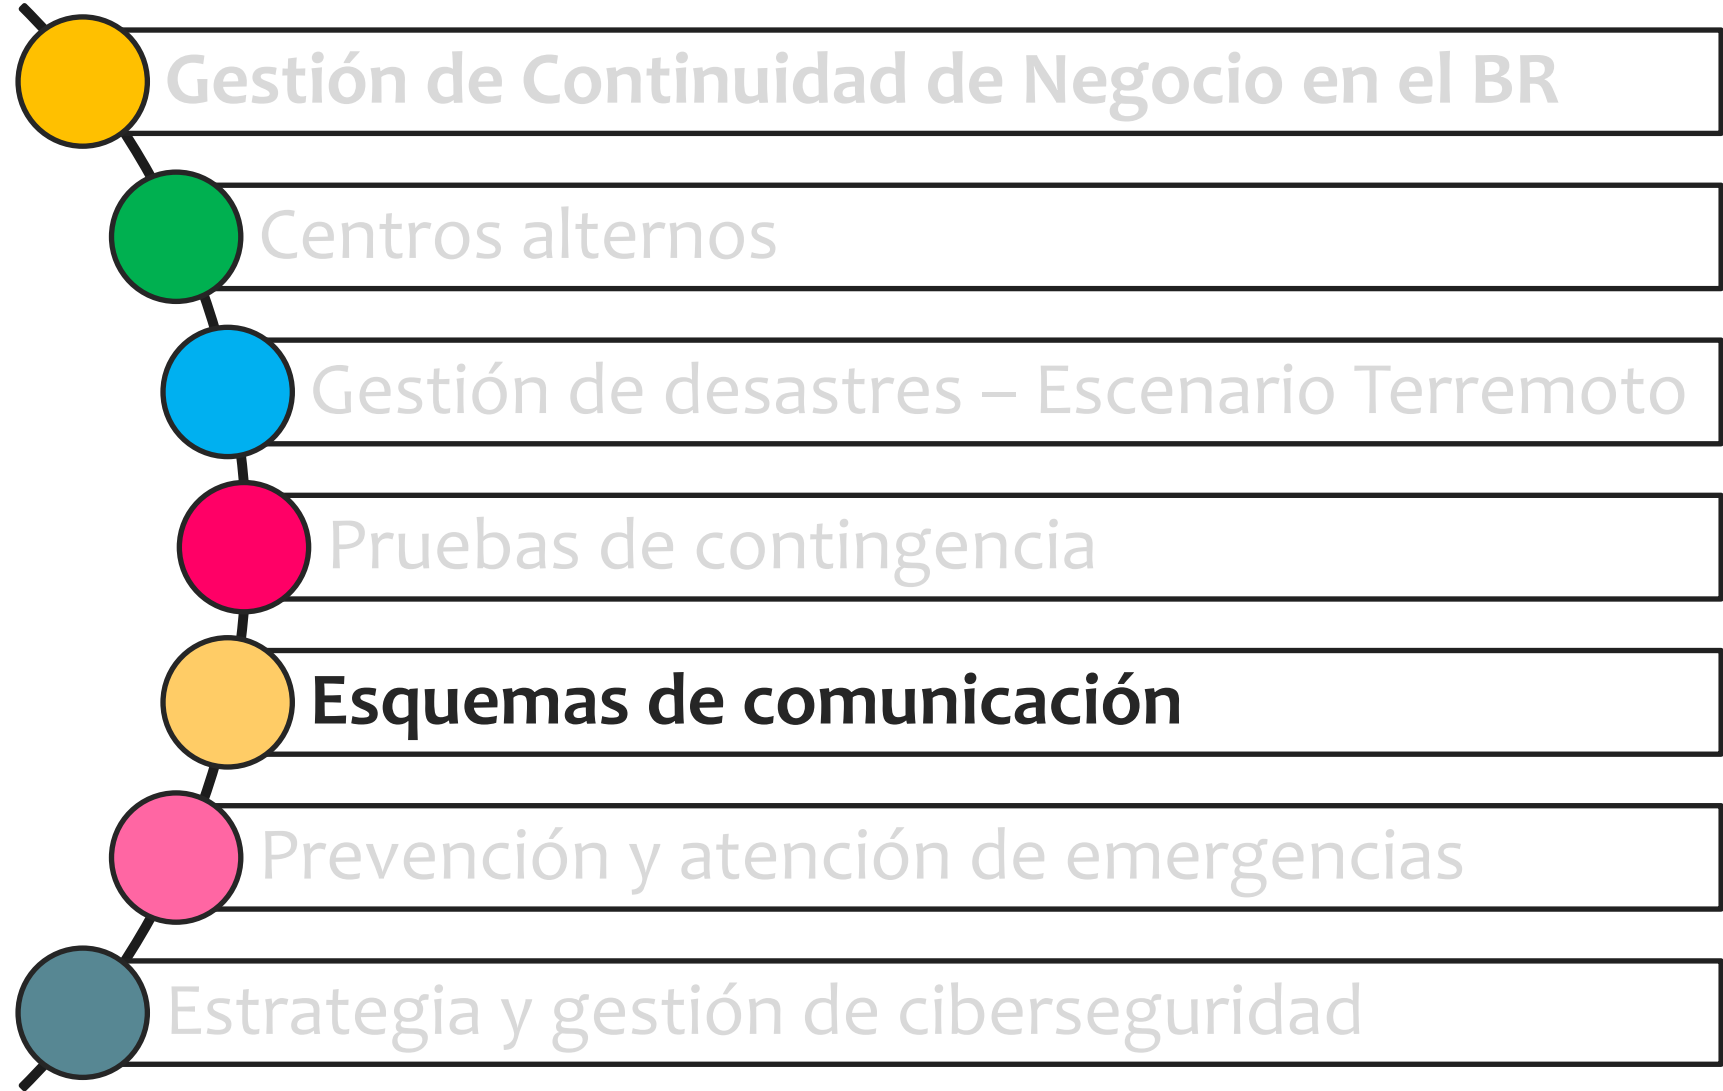 Gestión de Continuidad de Negocio en el BR
Centros alternos
Gestión de desastres – Escenario Terremoto
Pruebas de contingencia
Esquemas de comunicación
Prevención y atención de emergencias
Estrategia y gestión de ciberseguridad